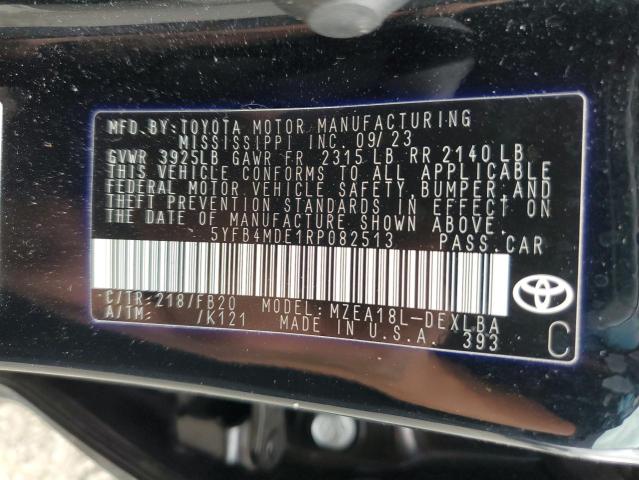 MFD. BY: TOYOTA MOTOR MANUFACTURING
MISSISSIPPI INC. 09/23
GVWR 3925LB GAWR FR 2315 LB RR 2140 LB
THIS VEHICLE CONFORMS TO ALL APPLICABLE
FEDERAL MOTOR VEHICLE SAFETY, BUMPER, AND
THEFT PREVENTION STANDARDS IN EFFECT ON
THE DATE OF MANUFACTURE SHOWN ABOVE.
5YFB4MDE1RP082513 PASS.CAR
C/TR: 218/FB20 MODEL: MZEA18L-DEXLBA
A/TM: /K121 MADE IN U.S.A. 393
C